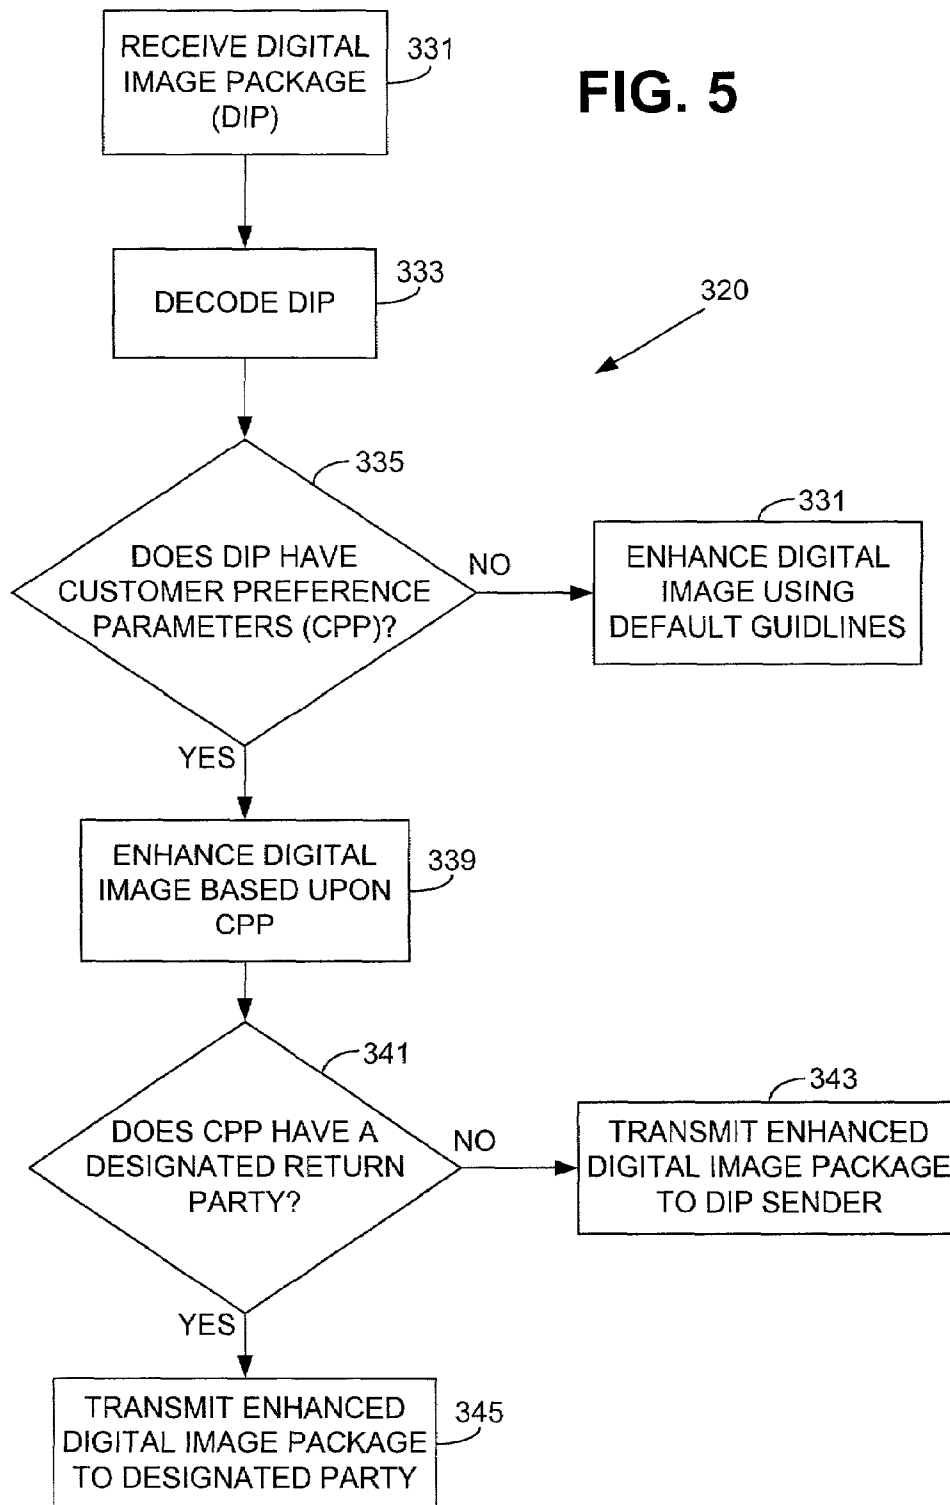 RECEIVE DIGITAL
IMAGE PACKAGE
(DIP)
331
FIG. 5
DECODE DIP
333
320
335
DOES DIP HAVE
CUSTOMER PREFERENCE
PARAMETERS (CPP)?
NO
331
ENHANCE DIGITAL
IMAGE USING
DEFAULT GUIDLINES
YES
ENHANCE DIGITAL
IMAGE BASED UPON
CPP
339
341
DOES CPP HAVE A
DESIGNATED RETURN
PARTY?
NO
343
TRANSMIT ENHANCED
DIGITAL IMAGE PACKAGE
TO DIP SENDER
YES
TRANSMIT ENHANCED
DIGITAL IMAGE PACKAGE
TO DESIGNATED PARTY
345